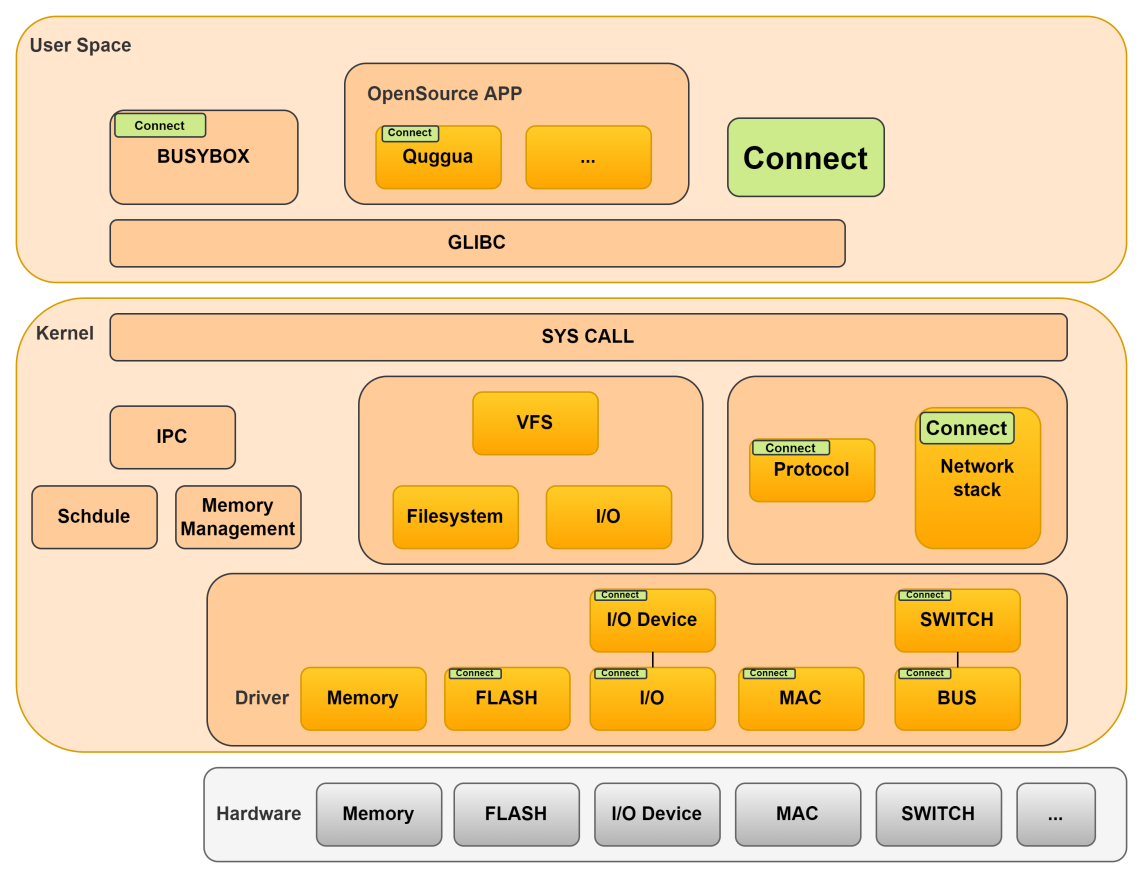 User Space
OpenSource APP
Connect
BUSYBOX
Connect
Quggua
...
Connect
GLIBC
Kernel
SYS CALL
IPC
Schdule
Memory
Management
VFS
Filesystem
I/O
Connect
Protocol
Connect
Network
stack
Connect
I/O Device
Connect
SWITCH
Driver
Memory
Connect
FLASH
Connect
I/O
Connect
MAC
Connect
BUS
Hardware
Memory
FLASH
I/O Device
MAC
SWITCH
...